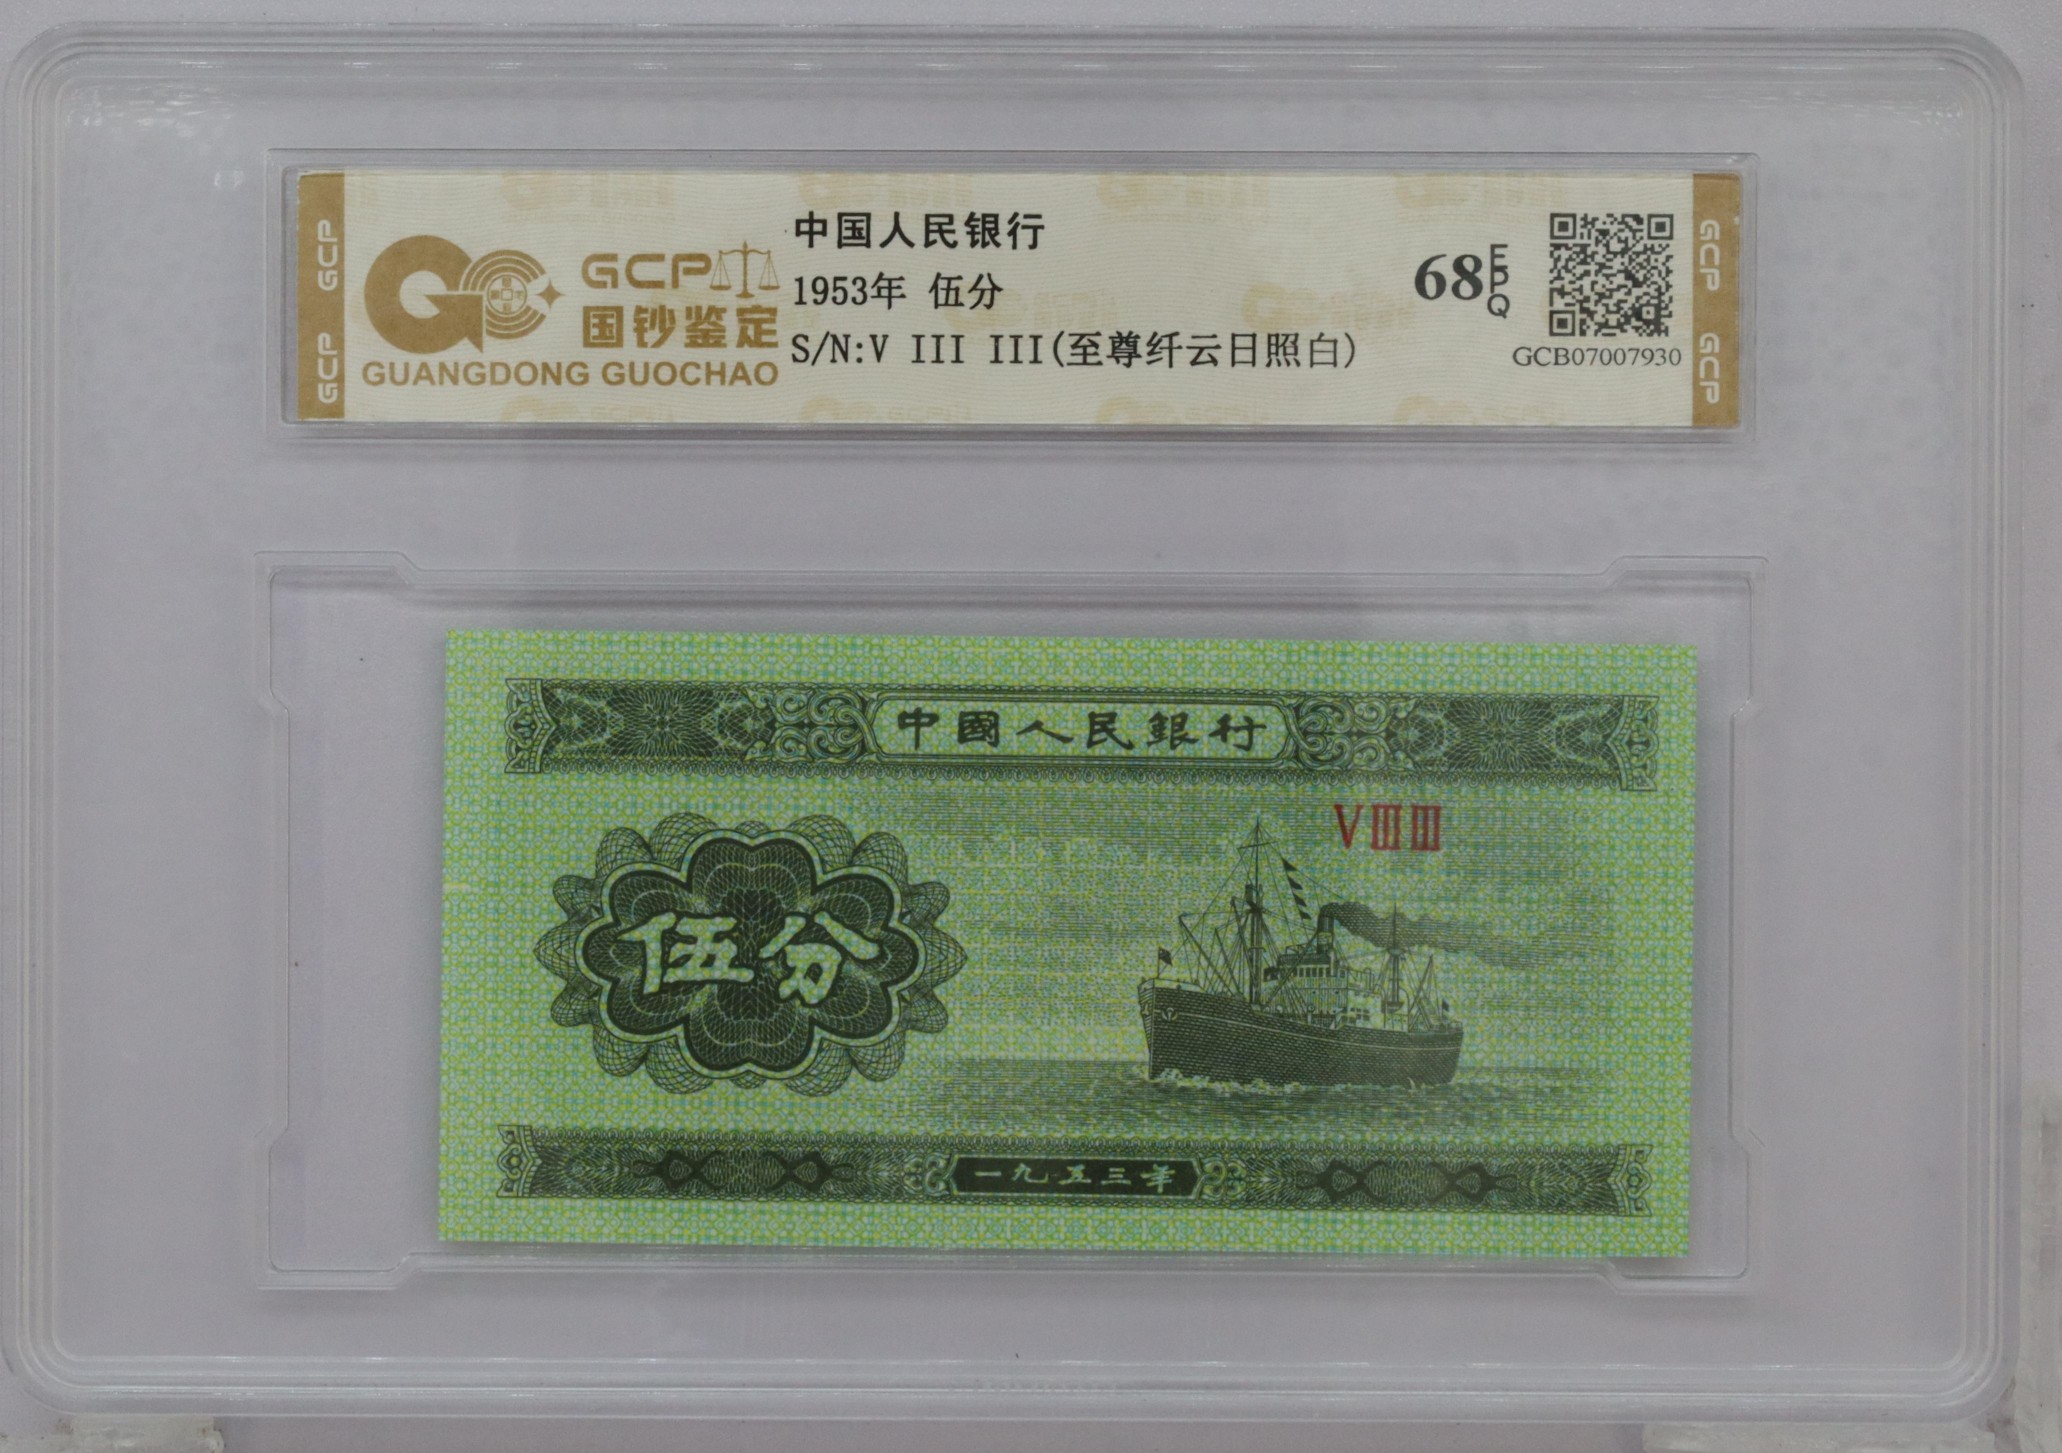 GCP
GCP
GCP
国钞鉴定
GUANGDONG GUOCHAO
中国人民银行
1953年 伍分
S/N:V III III(至尊纤云日照白)
68 EPQ
GCB07007930
GCP
GCP
中國人民銀行
VIIIIII
伍分
一九五三年